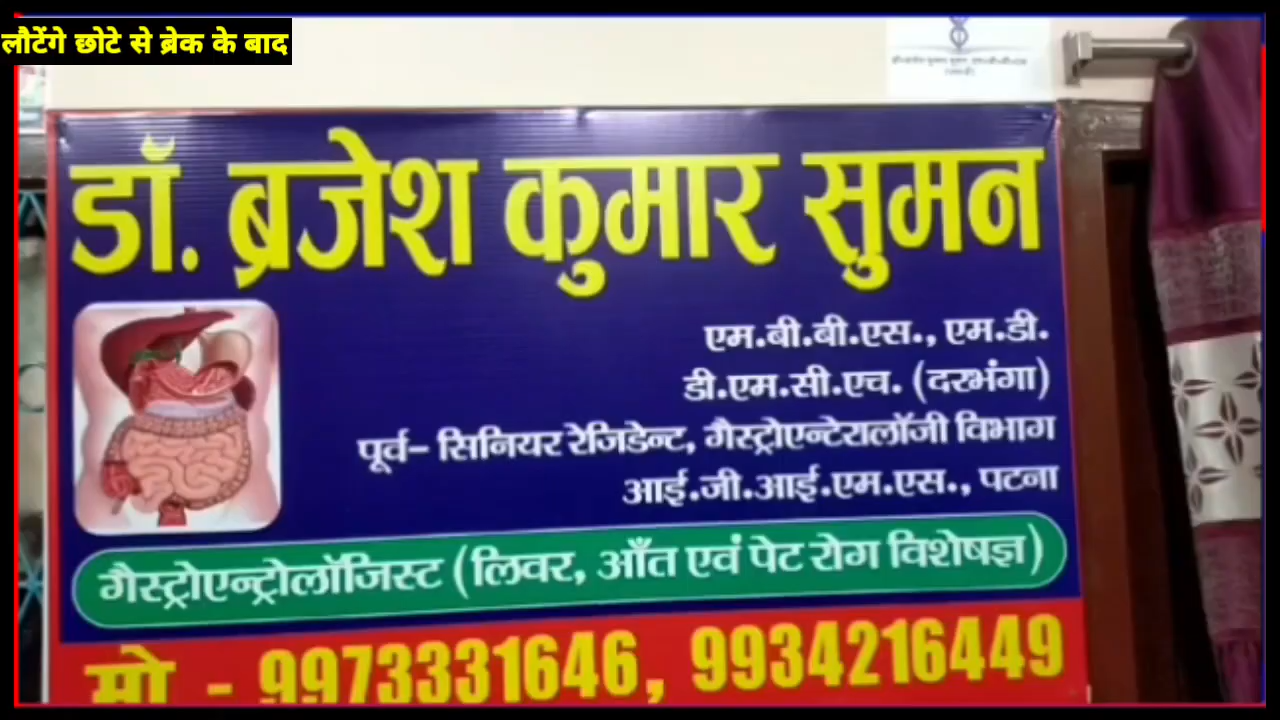 लौटेंगे छोटे से ब्रेक के बाद
डॉ. ब्रजेश कुमार सुमन
एम.बी.बी.एस., एम.डी.
डी.एम.सी.एच. (दरभंगा)
पूर्व- सिनियर रेजिडेन्ट, गैस्ट्रोएन्टेरालॉजी विभाग
आई.जी.आई.एम.एस., पटना
गैस्ट्रोएन्ट्रोलॉजिस्ट (लिवर, आँत एवं पेट रोग विशेषज्ञ)
मो - 9973331646, 9934216449